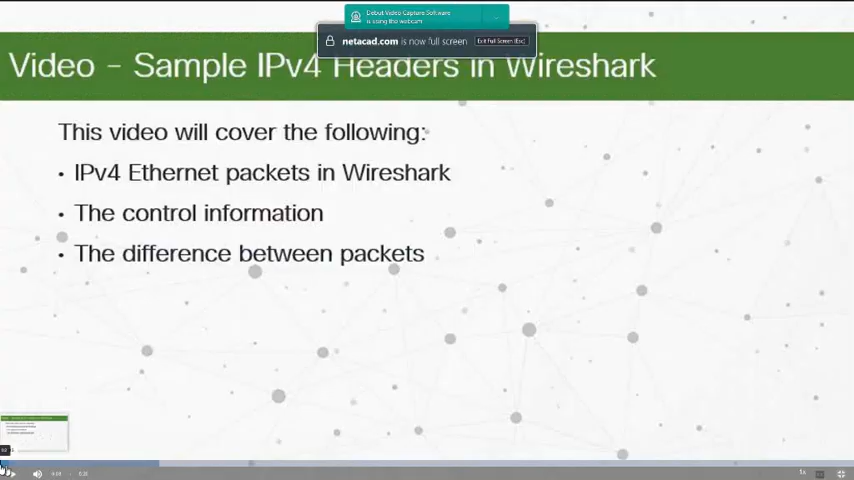 Debut Video Capture Software
is using the webcam
netacad.com is now full screen Exit Full Screen (Esc)
Video - Sample IPv4 Headers in Wireshark
This video will cover the following:
• IPv4 Ethernet packets in Wireshark
• The control information
• The difference between packets
1x